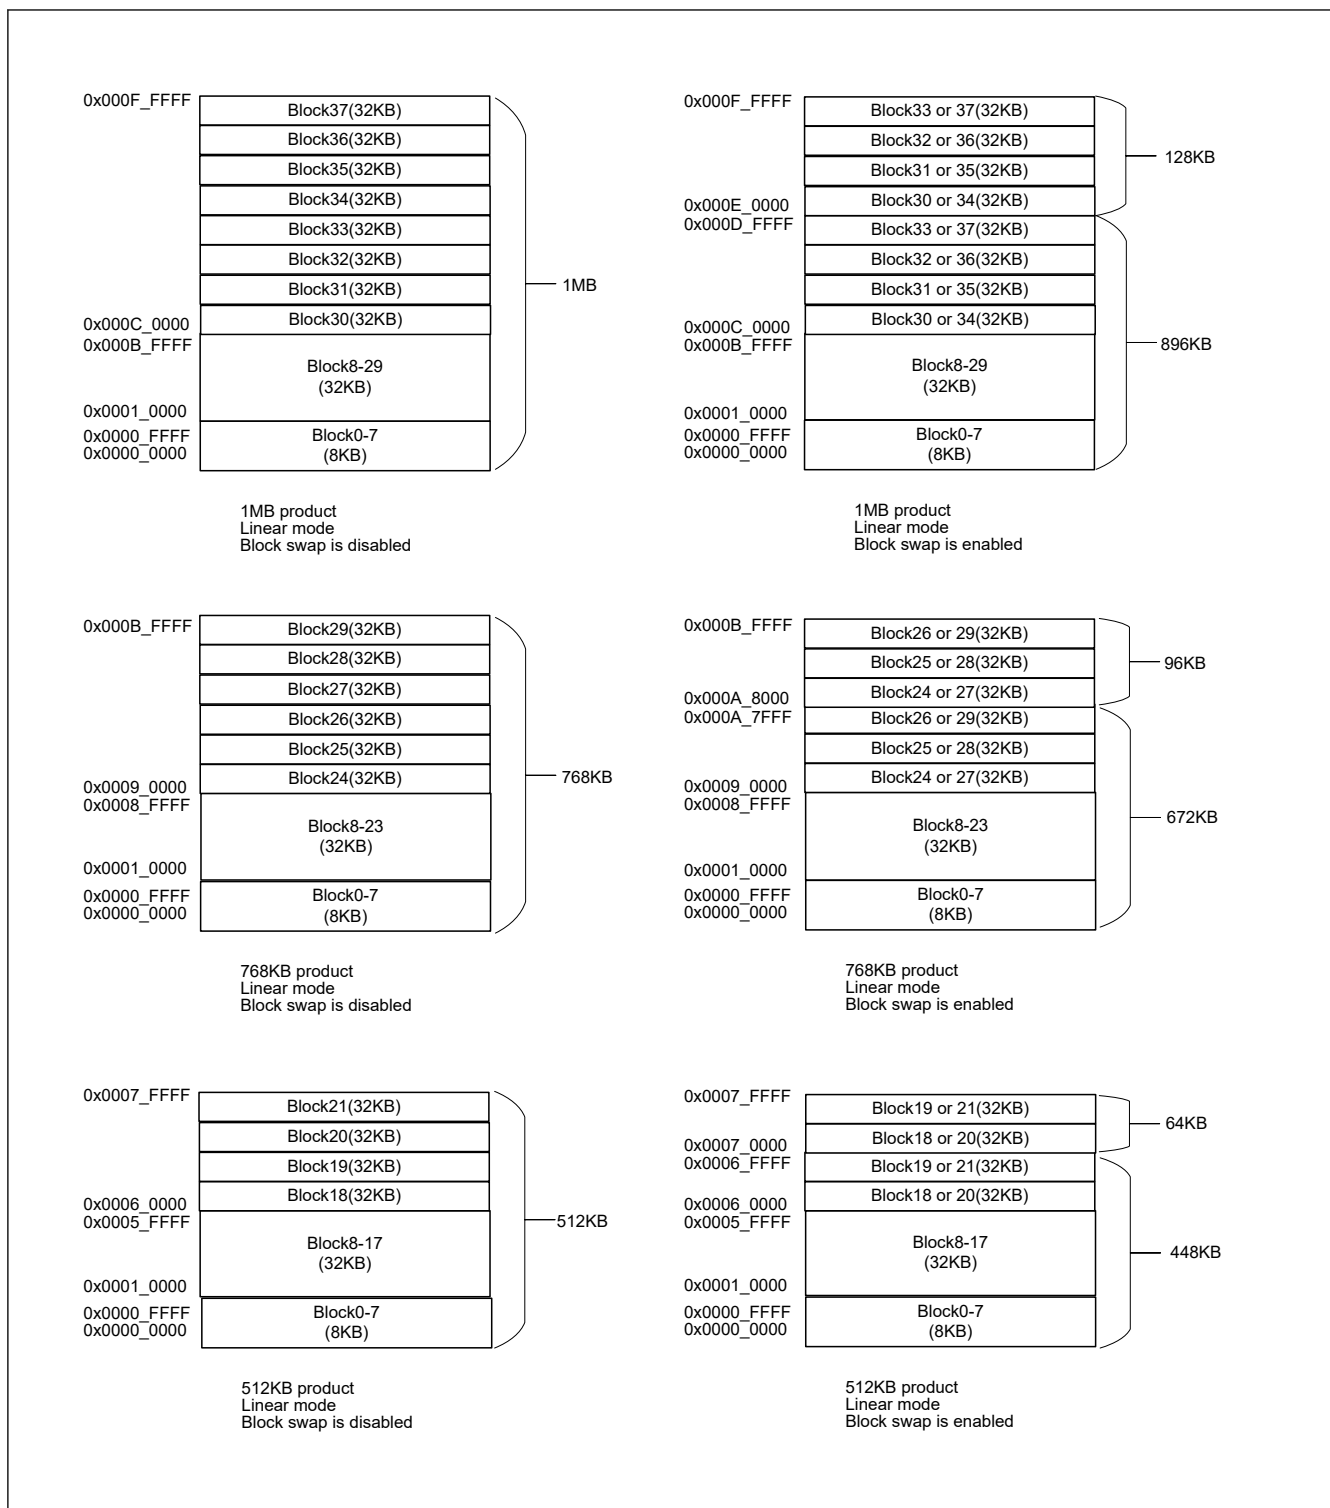 0x000F_FFFF
Block37(32KB)
Block36(32KB)
Block35(32KB)
Block34(32KB)
Block33(32KB)
Block32(32KB)
Block31(32KB)
Block30(32KB)
0x000C_0000
0x000B_FFFF
Block8-29
(32KB)
0x0001_0000
0x0000_FFFF
0x0000_0000
Block0-7
(8KB)
1MB
1MB product
Linear mode
Block swap is disabled
0x000F_FFFF
Block33 or 37(32KB)
Block32 or 36(32KB)
Block31 or 35(32KB)
Block30 or 34(32KB)
128KB
0x000E_0000
0x000D_FFFF
Block33 or 37(32KB)
Block32 or 36(32KB)
Block31 or 35(32KB)
Block30 or 34(32KB)
0x000C_0000
0x000B_FFFF
Block8-29
(32KB)
896KB
0x0001_0000
0x0000_FFFF
0x0000_0000
Block0-7
(8KB)
1MB product
Linear mode
Block swap is enabled
0x000B_FFFF
Block29(32KB)
Block28(32KB)
Block27(32KB)
Block26(32KB)
Block25(32KB)
Block24(32KB)
768KB
0x0009_0000
0x0008_FFFF
Block8-23
(32KB)
0x0001_0000
0x0000_FFFF
0x0000_0000
Block0-7
(8KB)
768KB product
Linear mode
Block swap is disabled
0x000B_FFFF
Block26 or 29(32KB)
Block25 or 28(32KB)
Block24 or 27(32KB)
96KB
0x000A_8000
0x000A_7FFF
Block26 or 29(32KB)
Block25 or 28(32KB)
Block24 or 27(32KB)
0x0009_0000
0x0008_FFFF
Block8-23
(32KB)
672KB
0x0001_0000
0x0000_FFFF
0x0000_0000
Block0-7
(8KB)
768KB product
Linear mode
Block swap is enabled
0x0007_FFFF
Block21(32KB)
Block20(32KB)
Block19(32KB)
Block18(32KB)
0x0006_0000
0x0005_FFFF
512KB
Block8-17
(32KB)
0x0001_0000
0x0000_FFFF
0x0000_0000
Block0-7
(8KB)
512KB product
Linear mode
Block swap is disabled
0x0007_FFFF
Block19 or 21(32KB)
Block18 or 20(32KB)
64KB
0x0007_0000
0x0006_FFFF
Block19 or 21(32KB)
Block18 or 20(32KB)
0x0006_0000
0x0005_FFFF
Block8-17
(32KB)
448KB
0x0001_0000
0x0000_FFFF
0x0000_0000
Block0-7
(8KB)
512KB product
Linear mode
Block swap is enabled